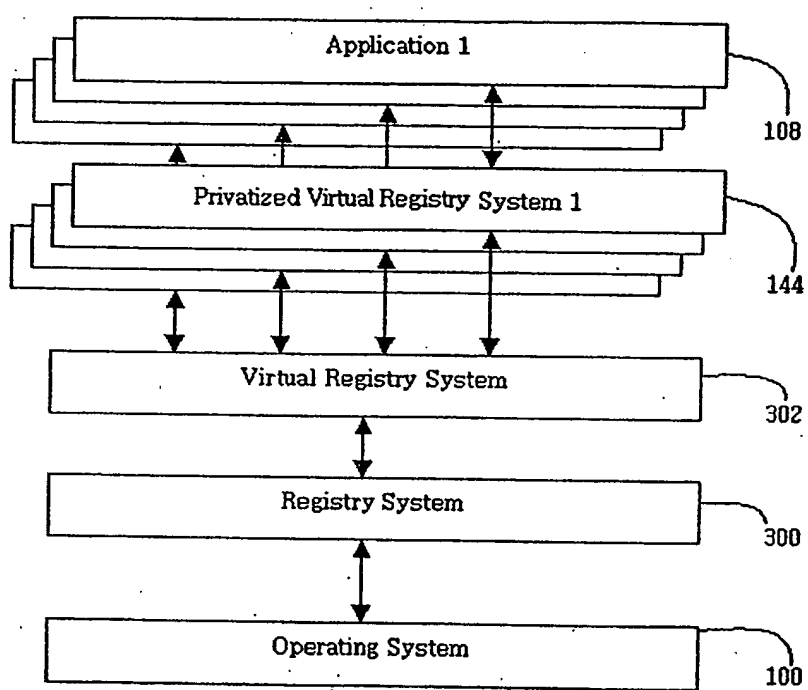 Application 1
108
Privatized Virtual Registry System 1
144
Virtual Registry System
302
Registry System
300
Operating System
100